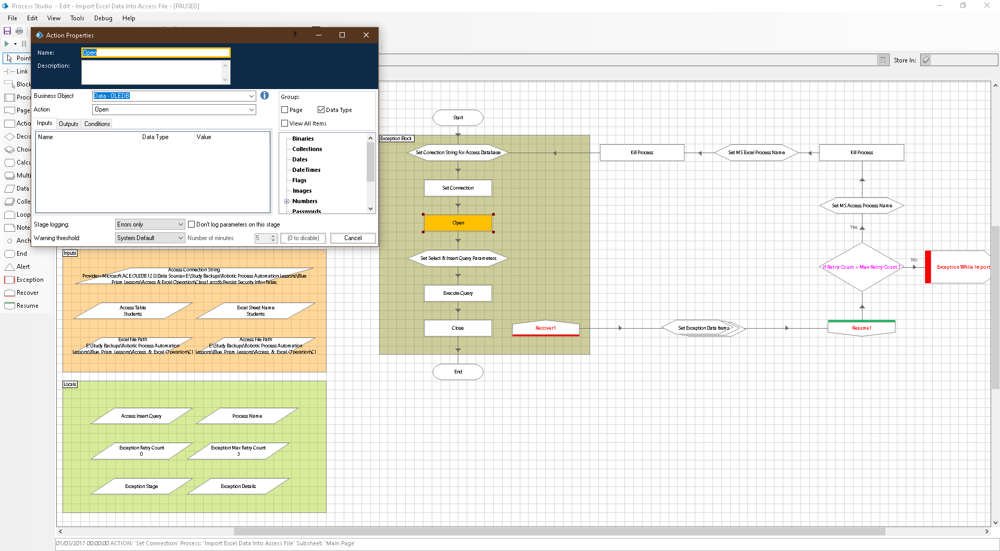 Process Studio  - Edit - Import Excel Data Into Access File - [PAUSED]
File Edit View Tools Debug Help
Action Properties
?
Name: Open
Description:
Business Object Data - OLEDB
Action Open
Inputs Outputs Conditions
Name Data Type Value
Group:
Page Data Type
View All Items
Binaries
Collections
Dates
DateTimes
Flags
Images
Numbers
Passwords
Stage logging: Errors only Don't log parameters on this stage
Warning threshold: System Default Number of minutes 5 (0 to disable) Cancel
Store In:
Point
Link
Block
Proce
Page
Actio
Decis
Choi
Calcu
Multi
Data
Colle
Loop
Note
Anch
End
Alert
Exception
Recover
Resume
Inputs
Access Connection String
Provider=Microsoft.ACE.OLEDB.12.0;Data Source=E:\Study Backups\Robotic Process Automation Lessons\Blue
Prism Lessons\Access & Excel Operation\Class1.accdb;Persist Security Info=False;
Access Table
Students
Excel Sheet Name
Students
Excel File Path
E:\Study Backups\Robotic Process Automation
Lessons\Blue Prism Lessons\Access & Excel Operation\Cl
Access File Path
E:\Study Backups\Robotic Process Automation
Lessons\Blue Prism Lessons\Access & Excel Operation\Cl
Locals
Access Insert Query
Process Name
Exception Retry Count
0
Exception Max Retry Count
3
Exception Stage
Exception Details
Start
Exception Block
Set Conection String For Access Database
Set Connection
Open
Set Select & Insert Query Parameters
Execute Query
Close
End
Recover1
Set Exception Data Items
Resume1
If Retry Count < Max Retry Count ?
No
Exception While Import
Yes
Set MS Access Process Name
Kill Process
Set MS Excel Process Name
Kill Process
01/03/2017 00:00:00 ACTION: 'Set Connection' Process: 'Import Excel Data Into Access File' Subsheet: 'Main Page'